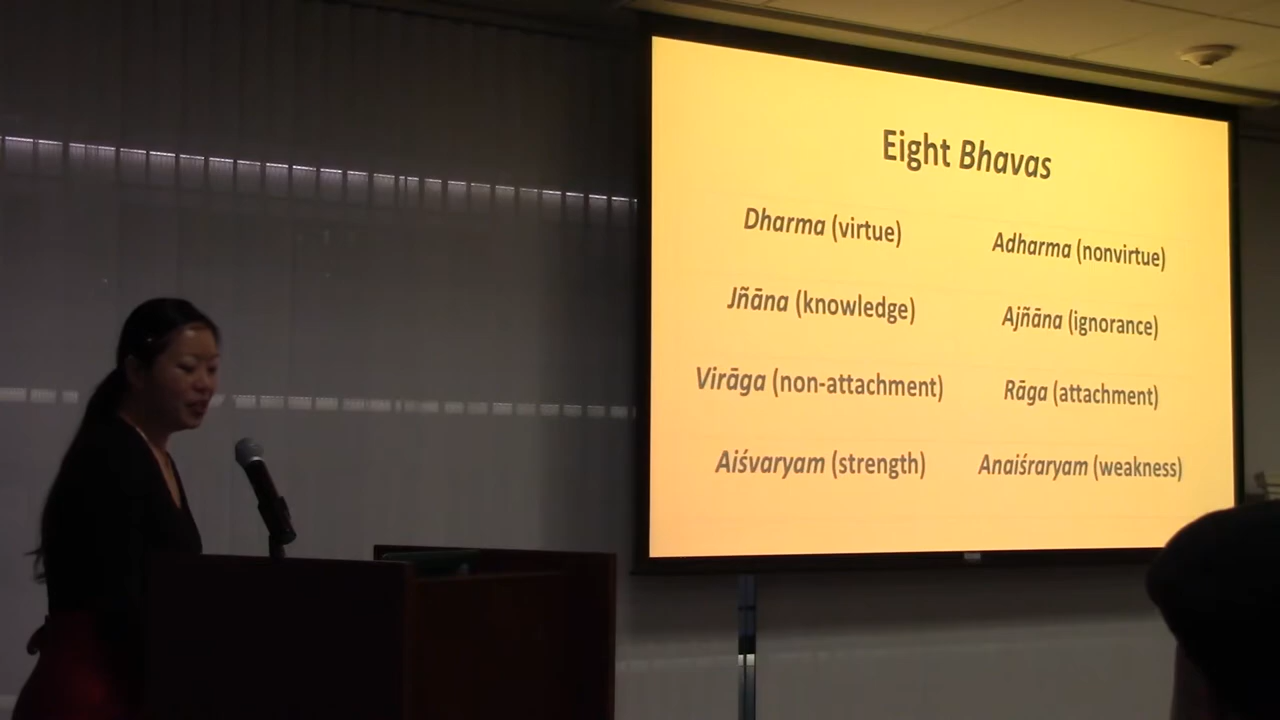 Eight Bhavas
Dharma (virtue)
Adharma (nonvirtue)
Jñāna (knowledge)
Ajñāna (ignorance)
Virāga (non-attachment)
Rāga (attachment)
Aiśvaryam (strength)
Anaiśraryam (weakness)